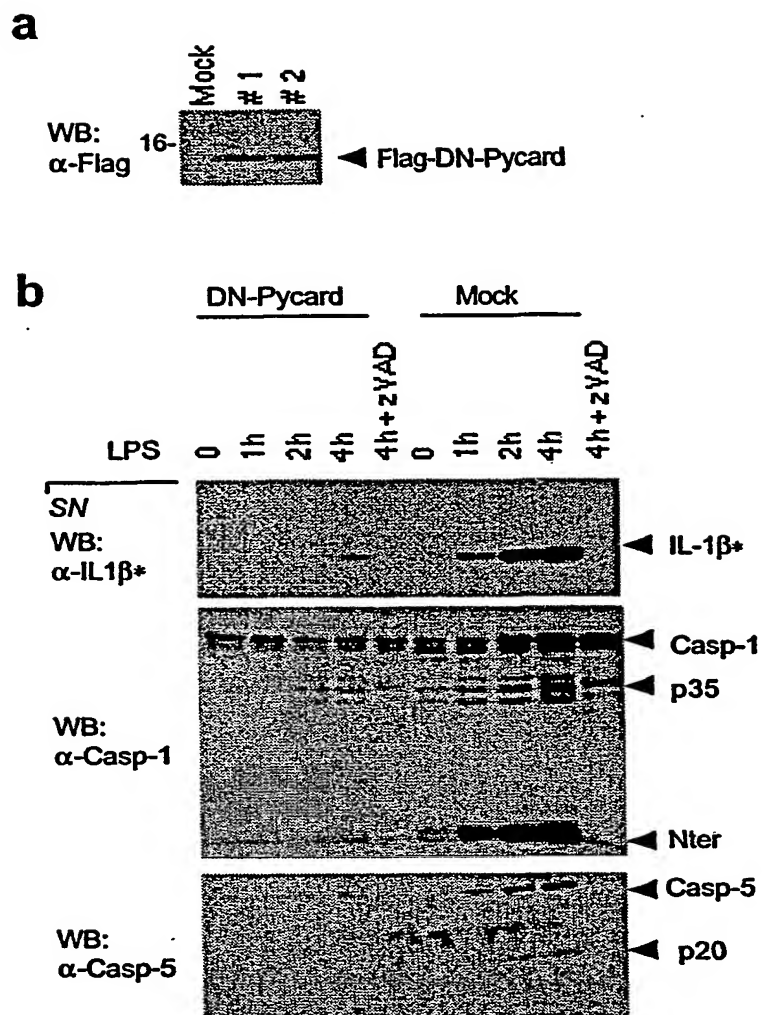 a
Mock
# 1
# 2
WB:
α-Flag
16-
Flag-DN-Pycard
b
DN-Pycard
Mock
LPS
0
1h
2h
4h
4h + zVAD
0
1h
2h
4h
4h + zVAD
SN
WB:
α-IL1β*
IL-1β*
WB:
α-Casp-1
Casp-1
p35
Nter
WB:
α-Casp-5
Casp-5
p20